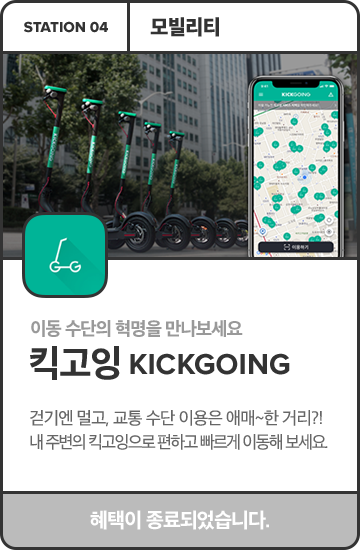 STATION 04
모빌리티
KICKGOING
이용하기
이동 수단의 혁명을 만나보세요
킥고잉 KICKGOING
걷기엔 멀고, 교통 수단 이용은 애매~한 거리?!
내 주변의 킥고잉으로 편하고 빠르게 이동해 보세요.
혜택이 종료되었습니다.